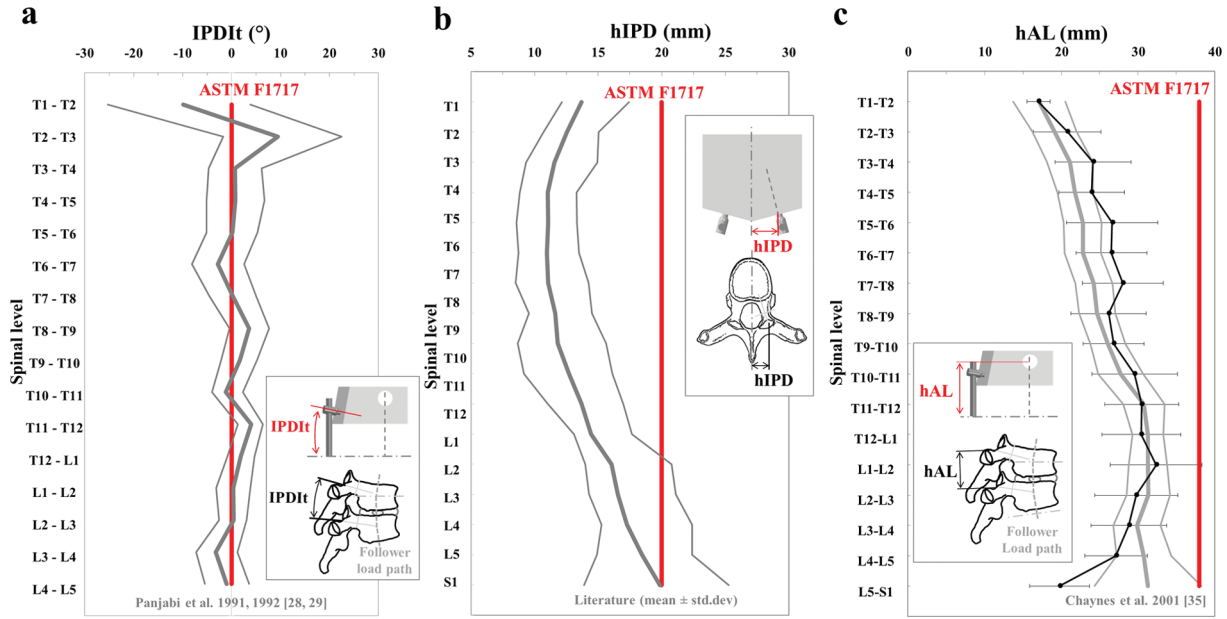 a
IPDIt (°)
-30 -20 -10 0 10 20 30
ASTM F1717
Spinal level
T1 - T2
T2 - T3
T3 - T4
T4 - T5
T5 - T6
T6 - T7
T7 - T8
T8 - T9
T9 - T10
T10 - T11
T11 - T12
T12 - L1
L1 - L2
L2 - L3
L3 - L4
L4 - L5
IPDIt
IPDIt
Follower
load path
Panjabi et al. 1991, 1992 [28, 29]
b
hIPD (mm)
5 10 15 20 25 30
ASTM F1717
Spinal level
T1
T2
T3
T4
T5
T6
T7
T8
T9
T10
T11
T12
L1
L2
L3
L4
L5
S1
hIPD
hIPD
Literature (mean ± std.dev)
c
hAL (mm)
0 10 20 30 40
ASTM F1717
Spinal level
T1-T2
T2-T3
T3-T4
T4-T5
T5-T6
T6-T7
T7-T8
T8-T9
T9-T10
T10-T11
T11-T12
T12-L1
L1-L2
L2-L3
L3-L4
L4-L5
L5-S1
hAL
hAL
Follower
Load path
Chaynes et al. 2001 [35]